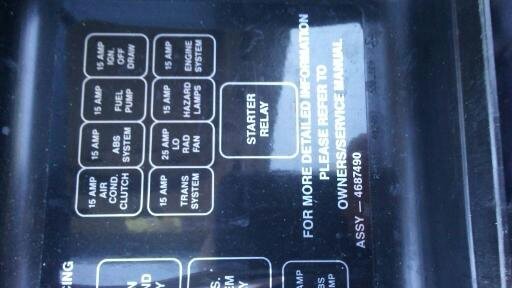 15 AMP
IGN.
OFF
DRAW
15 AMP
FUEL
PUMP
15 AMP
ABS
SYSTEM
15 AMP
AIR
COND.
CLUTCH
15 AMP
ENGINE
SYSTEM
15 AMP
HAZARD
LAMPS
25 AMP
LO
RAD
FAN
15 AMP
TRANS
SYSTEM
STARTER
RELAY
FOR MORE DETAILED INFORMATION
PLEASE REFER TO
OWNERS/SERVICE MANUAL
ASSY — 4687490